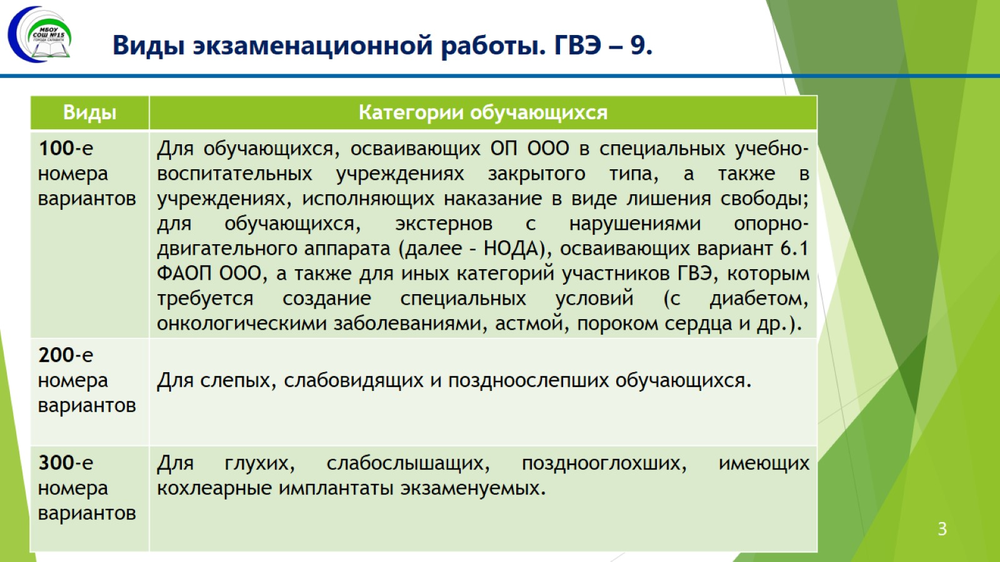 МБОУ
СОШ №15
ГОРОДА САЛАВАТА
Виды экзаменационной работы. ГВЭ – 9.
Виды
Категории обучающихся
100-е
номера
вариантов
Для обучающихся, осваивающих ОП ООО в специальных учебно-
воспитательных учреждениях закрытого типа, а также в
учреждениях, исполняющих наказание в виде лишения свободы;
для обучающихся, экстернов с нарушениями опорно-
двигательного аппарата (далее – НОДА), осваивающих вариант 6.1
ФАОП ООО, а также для иных категорий участников ГВЭ, которым
требуется создание специальных условий (с диабетом,
онкологическими заболеваниями, астмой, пороком сердца и др.).
200-е
номера
вариантов
Для слепых, слабовидящих и поздноослепших обучающихся.
300-е
номера
вариантов
Для глухих, слабослышащих, позднооглохших, имеющих
кохлеарные имплантаты экзаменуемых.
3